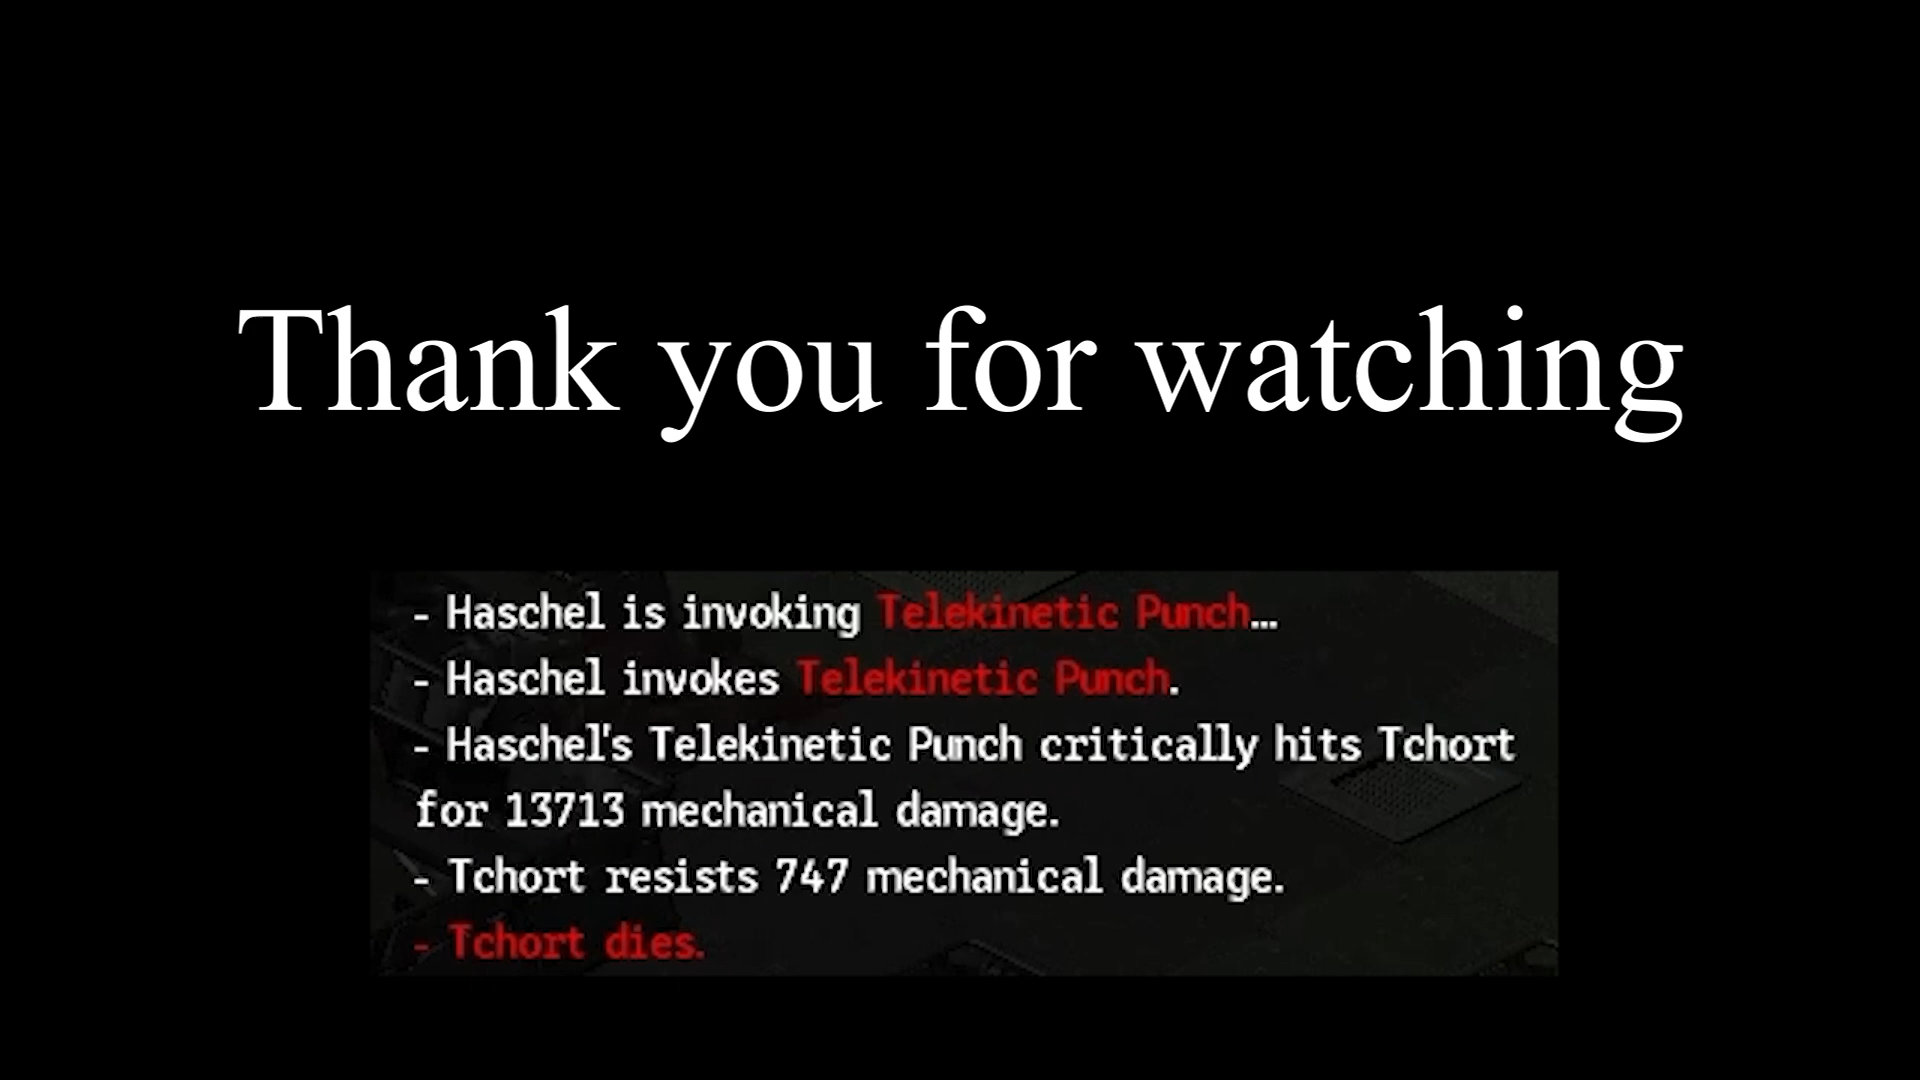 Thank you for watching
- Haschel is invoking Telekinetic Punch...
- Haschel invokes Telekinetic Punch.
- Haschel's Telekinetic Punch critically hits Tchort
for 13713 mechanical damage.
- Tchort resists 747 mechanical damage.
- Tchort dies.